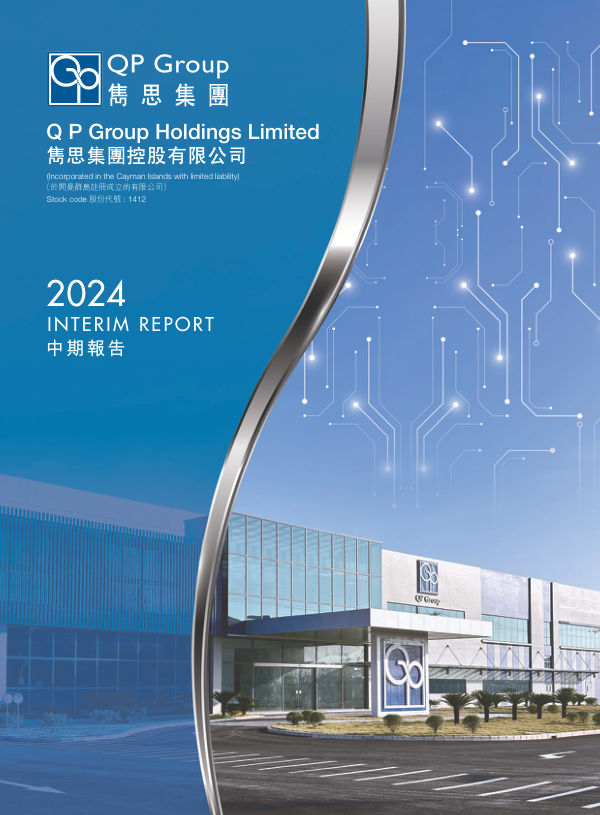 QP Group
雋思集團
Q P Group Holdings Limited
雋思集團控股有限公司
(Incorporated in the Cayman Islands with limited liability)
(於開曼群島註冊成立的有限公司)
Stock code 股份代號 : 1412
2024
INTERIM REPORT
中期報告
QP Group